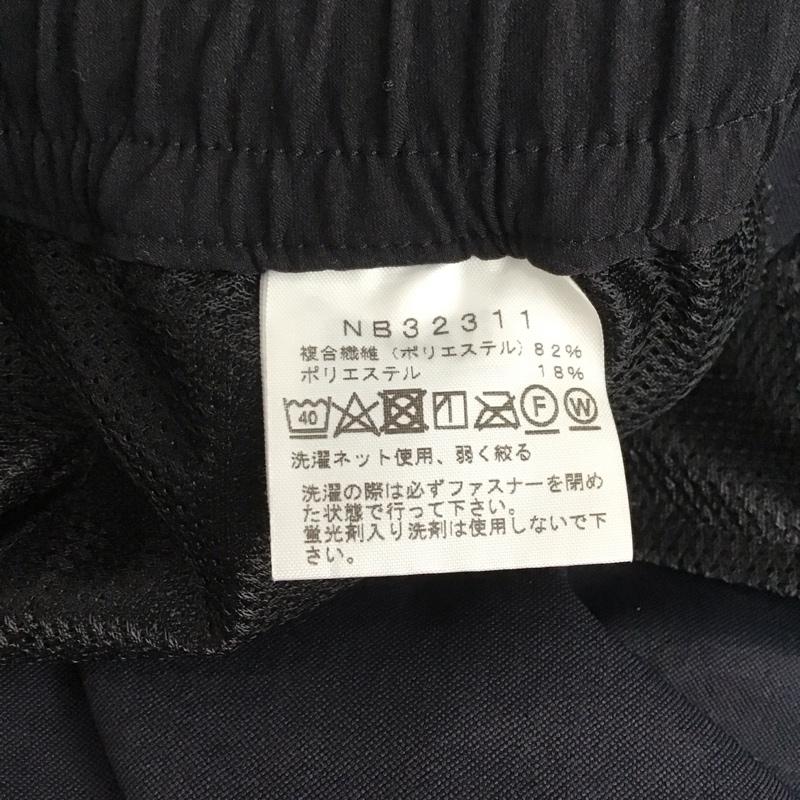 NB32311
複合繊維（ポリエステル）82%
ポリエステル 18%
40 F W
洗濯ネット使用、弱く絞る
洗濯の際は必ずファスナーを閉め
た状態で行って下さい。
蛍光剤入り洗剤は使用しないで下
さい。